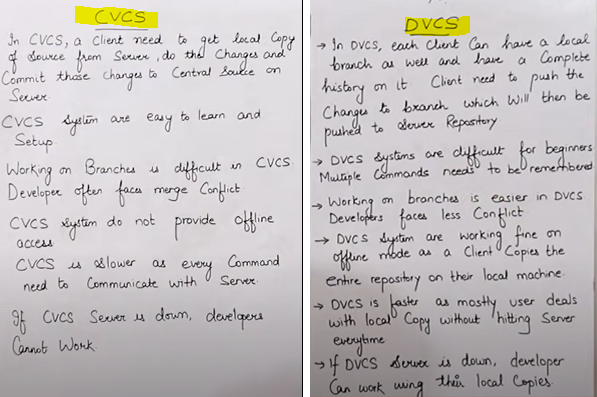 CVCS
In CVCS, a Client need to get local Copy
of Source from Server, do the Changes and
Commit those changes to Central Source on
Server
CVCS System are easy to learn and
Setup
Working on Branches is difficult in CVCS
Developer often faces merge Conflict
CVCS System do not provide offline
access
CVCS is slower as every Command
need to Communicate with Server.
If CVCS Server is down, developers
Cannot Work
DVCS
→ In DVCS, each Client Can have a local
branch as well and have a Complete
history on it. Client need to push the
Changes to branch which Will then be
pushed to Server Repository
→ DVCS Systems are difficult for beginners
Multiple Commands needs to be remembered
→ Working on branches is easier in DVCS
Developers faces less Conflict
→ DVCS System are working fine on
offline mode as a Client Copies the
entire repository on their local machine.
→ DVCS is faster as mostly user deals
with local Copy without hitting Server
everytime
→ If DVCS Server is down, developer
Can work using their local Copies.